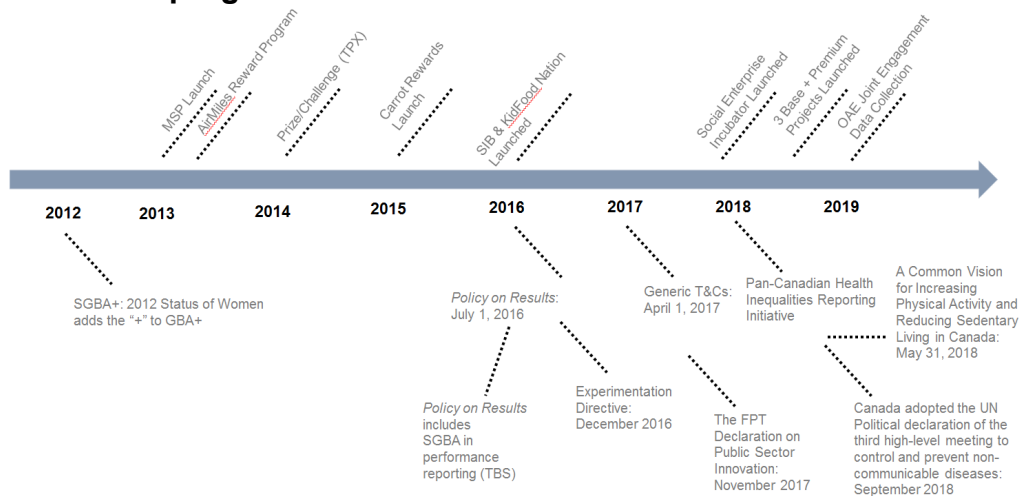 MSP Launch
AirMiles Reward Program
Prize/Challenge (TPX)
Carrot Rewards
Launch
SIB & KidFood Nation
Launched
Social Enterprise
Incubator Launched
3 Base + Premium
Projects Launched
OAE Joint Engagement
Data Collection
2012
2013
2014
2015
2016
2017
2018
2019
SGBA+: 2012 Status of Women
adds the “+” to GBA+
Policy on Results:
July 1, 2016
Policy on Results
includes
SGBA in
performance
reporting (TBS)
Experimentation
Directive:
December 2016
Generic T&Cs:
April 1, 2017
The FPT
Declaration on
Public Sector
Innovation:
November 2017
Pan-Canadian Health
Inequalities Reporting
Initiative
A Common Vision
for Increasing
Physical Activity and
Reducing Sedentary
Living in Canada:
May 31, 2018
Canada adopted the UN
Political declaration of the
third high-level meeting to
control and prevent non-
communicable diseases:
September 2018